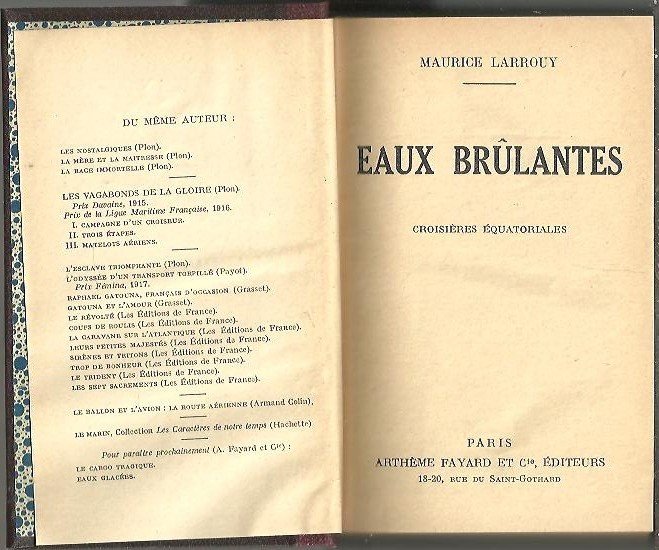 DU MÊME AUTEUR :
LES NOSTALGIQUES (Plon).
LA MÈRE ET LA MAITRESSE (Plon).
LA RAGE IMMORTELLE (Plon).
LES VAGABONDS DE LA GLOIRE (Plon).
Prix Davaine, 1915.
Prix de la Ligue Maritime Française, 1916.
I. CAMPAGNE D'UN CROISEUR.
II. TROIS ÉTAPES.
III. MATELOTS AÉRIENS.
L'ESCLAVE TRIOMPHANTE (Plon).
L'ODYSSÉE D'UN TRANSPORT TORPILLÉ (Payot).
Prix Fémina, 1917.
RAPHAEL GATOUNA, FRANÇAIS D'OCCASION (Grasset).
GATOUNA ET L'AMOUR (Grasset).
LE RÉVOLTÉ (Les Éditions de France).
COUPS DE ROULIS (Les Éditions de France).
LA CARAVANE SUR L'ATLANTIQUE (Les Éditions de France).
LEURS PETITES MAJESTÉS (Les Éditions de France).
SIRÈNES ET TRITONS (Les Éditions de France).
TROP DE BONHEUR (Les Éditions de France).
LE TRIDENT (Les Éditions de France).
LES SEPT SACREMENTS (Les Éditions de France).
LE BALLON ET L'AVION : LA ROUTE AÉRIENNE (Armand Colin),
LE MARIN, Collection Les Caractères de notre temps (Hachette)
Pour paraître prochainement (A. Fayard et Cie) :
LE CARGO TRAGIQUE.
EAUX GLACÉES.
MAURICE LARROUY
EAUX BRÛLANTES
CROISIÈRES ÉQUATORIALES
PARIS
ARTHÈME FAYARD ET Cie, ÉDITEURS
18-20, RUE DU SAINT-GOTHARD